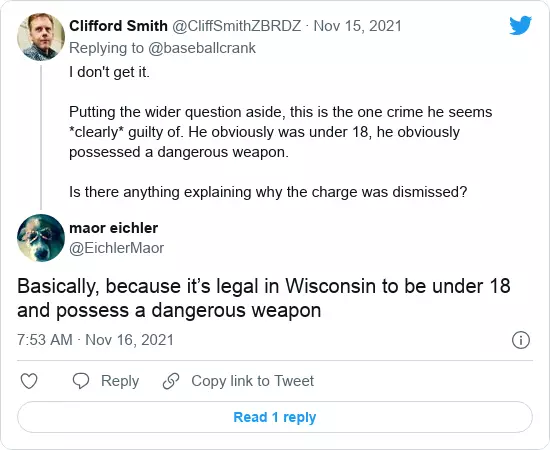 Clifford Smith @CliffSmithZBRDZ · Nov 15, 2021
Replying to @baseballcrank
I don't get it.
Putting the wider question aside, this is the one crime he seems
*clearly* guilty of. He obviously was under 18, he obviously
possessed a dangerous weapon.
Is there anything explaining why the charge was dismissed?
maor eichler
@EichlerMaor
Basically, because it’s legal in Wisconsin to be under 18
and possess a dangerous weapon
7:53 AM · Nov 16, 2021
Reply Copy link to Tweet
Read 1 reply